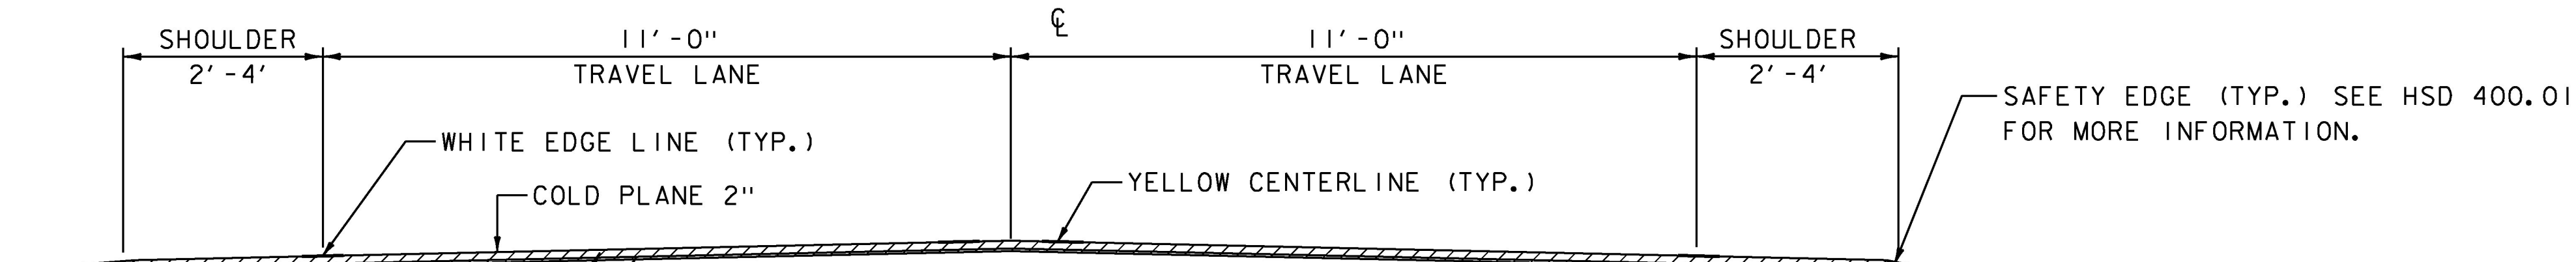 ℄
SHOULDER 11'-0" 11'-0" SHOULDER
2'-4' TRAVEL LANE TRAVEL LANE 2'-4'
SAFETY EDGE (TYP.) SEE HSD 400.01
FOR MORE INFORMATION.
WHITE EDGE LINE (TYP.)
YELLOW CENTERLINE (TYP.)
COLD PLANE 2"